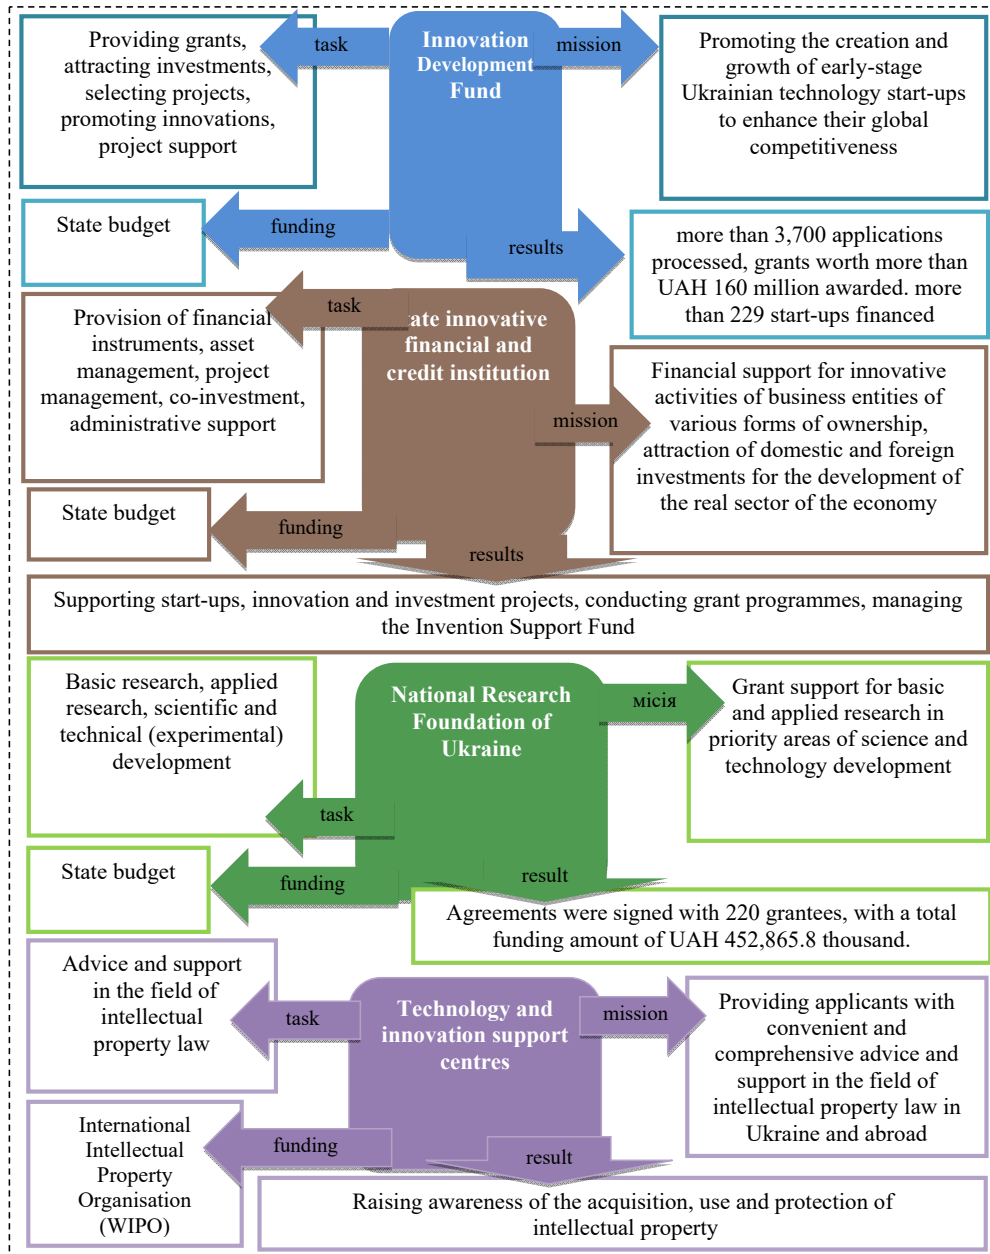 Providing grants,
attracting investments,
selecting projects,
promoting innovations,
project support
task
Innovation
Development
Fund
mission
Promoting the creation and
growth of early-stage
Ukrainian technology start-ups
to enhance their global
competitiveness
State budget
funding
results
more than 3,700 applications
processed, grants worth more than
UAH 160 million awarded. more
than 229 start-ups financed
Provision of financial
instruments, asset
management, project
management, co-investment,
administrative support
task
ate innovative
financial and
credit institution
mission
Financial support for innovative
activities of business entities of
various forms of ownership,
attraction of domestic and foreign
investments for the development of
the real sector of the economy
State budget
funding
results
Supporting start-ups, innovation and investment projects, conducting grant programmes, managing
the Invention Support Fund
Basic research, applied
research, scientific and
technical (experimental)
development
task
National Research
Foundation of
Ukraine
місія
Grant support for basic
and applied research in
priority areas of science and
technology development
State budget
funding
result
Agreements were signed with 220 grantees, with a total
funding amount of UAH 452,865.8 thousand.
Advice and support
in the field of
intellectual
property law
task
Technology and
innovation support
centres
mission
Providing applicants with
convenient and
comprehensive advice and
support in the field of
intellectual property law in
Ukraine and abroad
International
Intellectual
Property
Organisation
(WIPO)
funding
result
Raising awareness of the acquisition, use and protection of
intellectual property